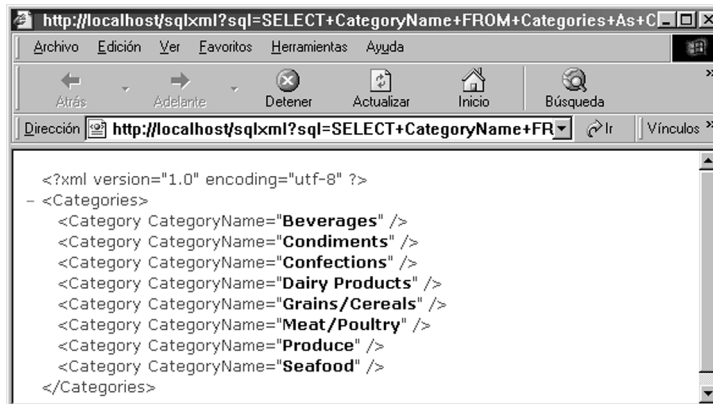 http://localhost/sqlxml?sql=SELECT+CategoryName+FROM+Categories+As+C
Archivo Edición Ver Favoritos Herramientas Ayuda
Atrás Adelante Detener Actualizar Inicio Búsqueda
Dirección http://localhost/sqlxml?sql=SELECT+CategoryName+FR Ir Vínculos
<?xml version="1.0" encoding="utf-8" ?>
- <Categories>
<Category CategoryName="Beverages" />
<Category CategoryName="Condiments" />
<Category CategoryName="Confections" />
<Category CategoryName="Dairy Products" />
<Category CategoryName="Grains/Cereals" />
<Category CategoryName="Meat/Poultry" />
<Category CategoryName="Produce" />
<Category CategoryName="Seafood" />
</Categories>